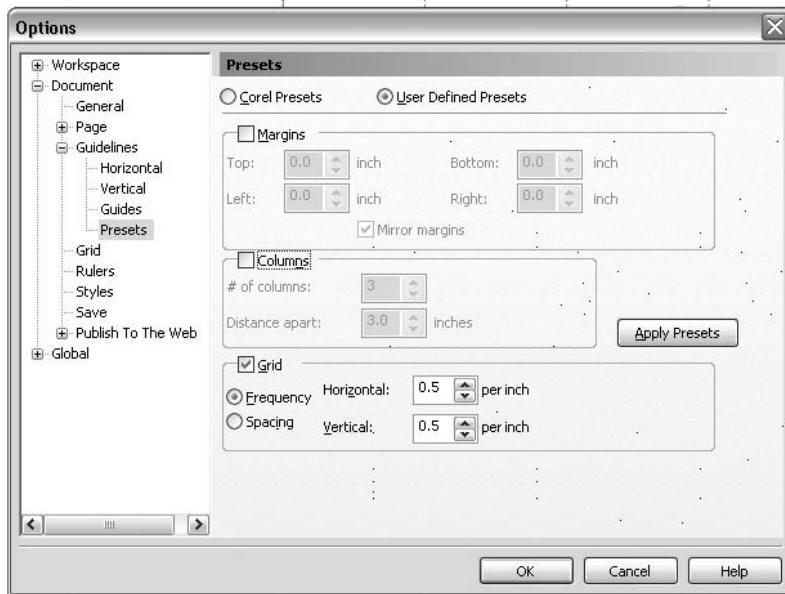 Options
Workspace
Document
General
Page
Guidelines
Horizontal
Vertical
Guides
Presets
Grid
Rulers
Styles
Save
Publish To The Web
Global
Presets
Corel Presets User Defined Presets
Margins
Top: 0.0 inch Bottom: 0.0 inch
Left: 0.0 inch Right: 0.0 inch
Mirror margins
Columns
# of columns: 3
Distance apart: 3.0 inches
Apply Presets
Grid
Frequency Horizontal: 0.5 per inch
Spacing Vertical: 0.5 per inch
OK Cancel Help